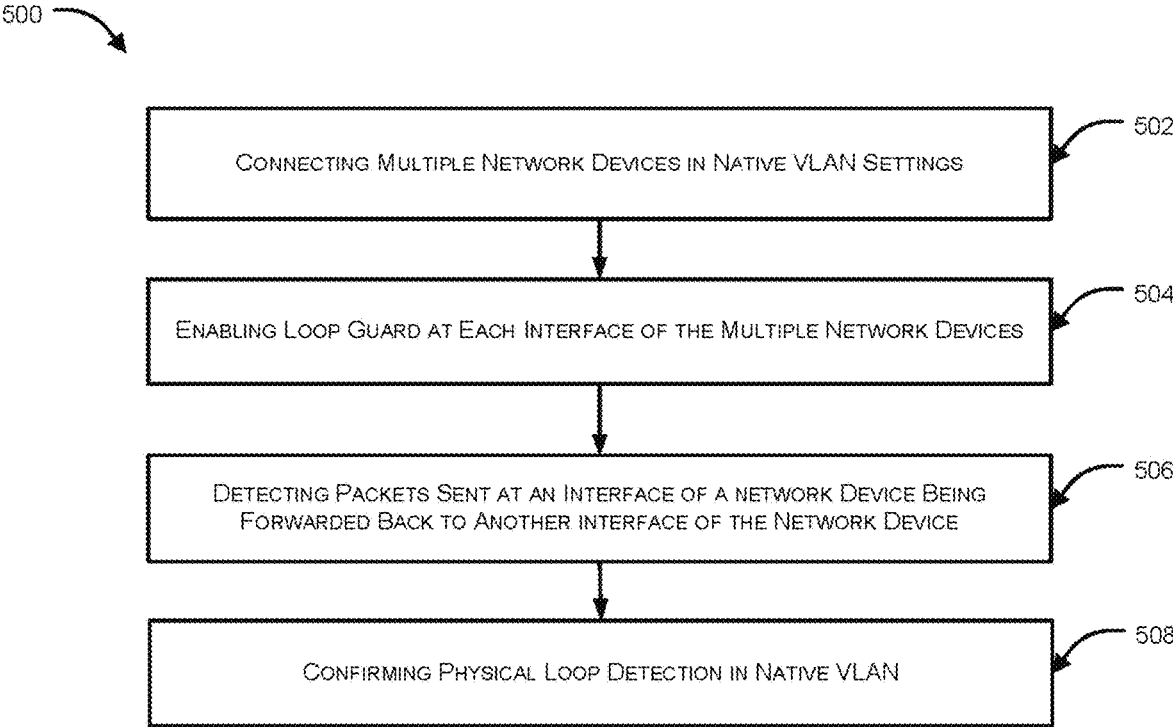 500
CONNECTING MULTIPLE NETWORK DEVICES IN NATIVE VLAN SETTINGS
502
ENABLING LOOP GUARD AT EACH INTERFACE OF THE MULTIPLE NETWORK DEVICES
504
DETECTING PACKETS SENT AT AN INTERFACE OF A NETWORK DEVICE BEING
FORWARDED BACK TO ANOTHER INTERFACE OF THE NETWORK DEVICE
506
CONFIRMING PHYSICAL LOOP DETECTION IN NATIVE VLAN
508